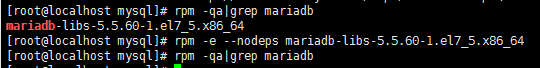 [root@localhost mysql]# rpm -qa|grep mariadb
mariadb-libs-5.5.60-1.el7_5.x86_64
[root@localhost mysql]# rpm -e --nodeps mariadb-libs-5.5.60-1.el7_5.x86_64
[root@localhost mysql]# rpm -qa|grep mariadb